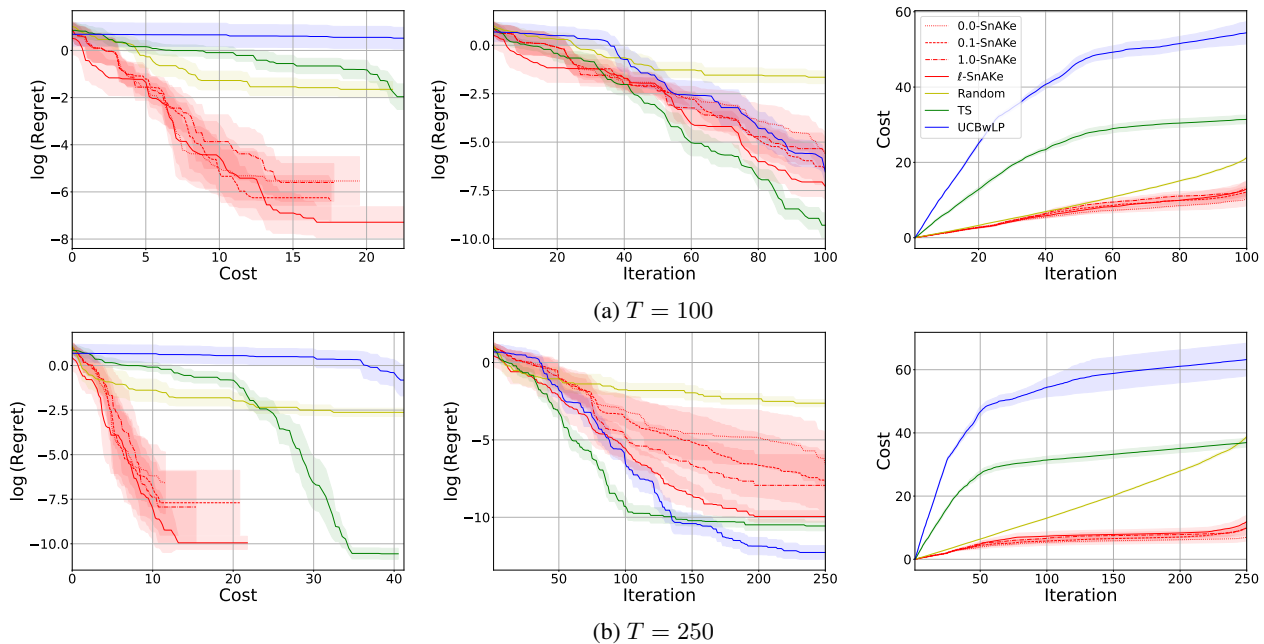 0
−2
−4
−6
−8
log (Regret)
0 5 10 15 20
Cost
0.0
−2.5
−5.0
−7.5
−10.0
log (Regret)
20 40 60 80 100
Iteration
60
40
20
0
Cost
0.0-SnAKe
0.1-SnAKe
1.0-SnAKe
ℓ-SnAKe
Random
TS
UCBwLP
20 40 60 80 100
Iteration
(a) T = 100
0.0
−2.5
−5.0
−7.5
−10.0
log (Regret)
0 10 20 30 40
Cost
0
−5
−10
log (Regret)
50 100 150 200 250
Iteration
60
40
20
0
Cost
50 100 150 200 250
Iteration
(b) T = 250